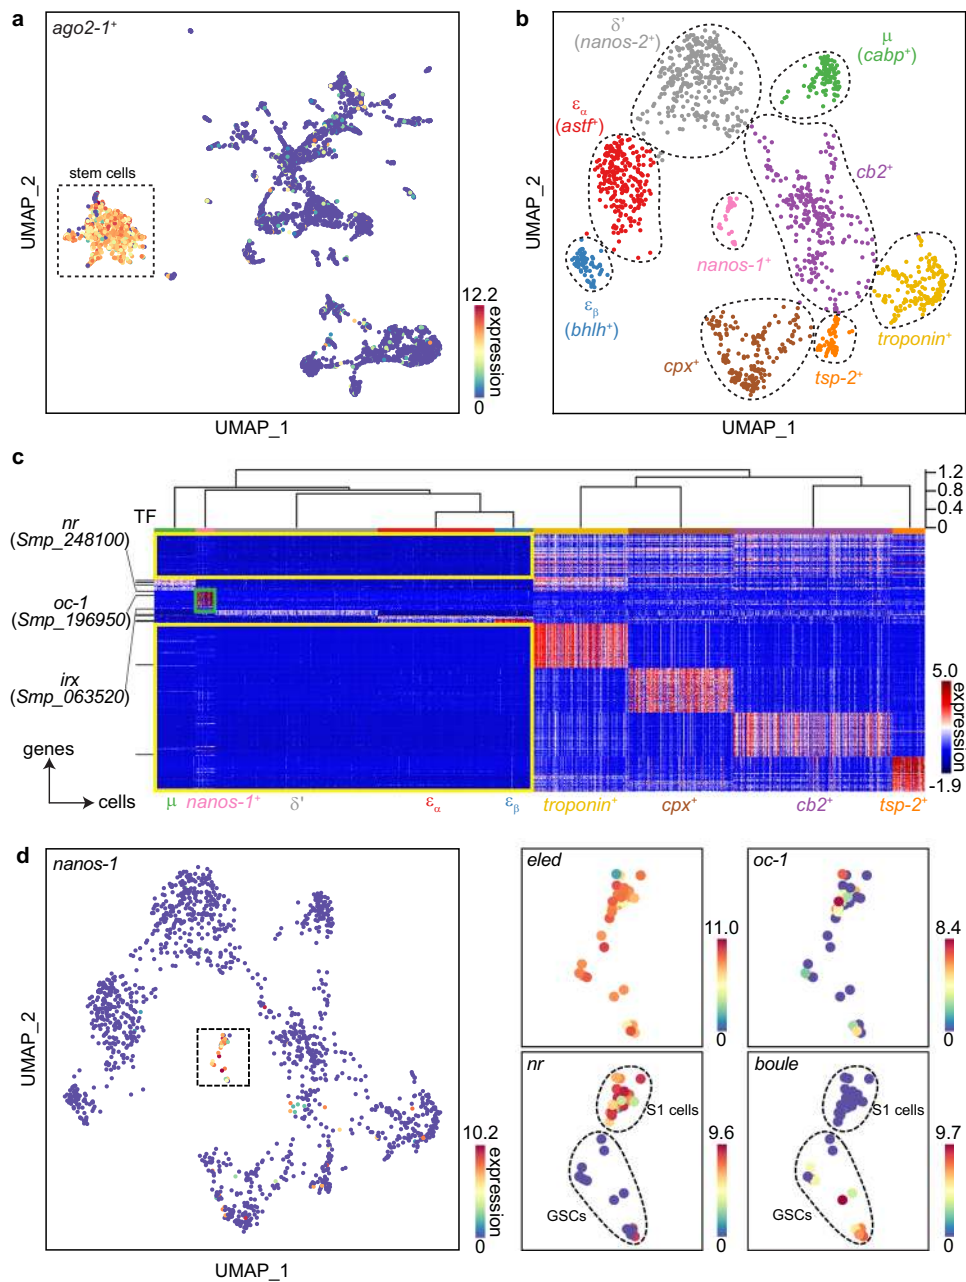 a
ago2-1+
stem cells
UMAP_2
UMAP_1
12.2
expression
0
b
δ'
(nanos-2+)
μ
(cabp+)
εα
(astf+)
cb2+
nanos-1+
εβ
(bhlh+)
troponin+
cpx+
tsp-2+
UMAP_2
UMAP_1
c
1.2
0.8
0.4
0
TF
nr
(Smp_248100)
oc-1
(Smp_196950)
irx
(Smp_063520)
genes
cells
5.0
expression
-1.9
μ nanos-1+ δ' εα εβ troponin+ cpx+ cb2+ tsp-2+
d
nanos-1
UMAP_2
UMAP_1
10.2
expression
0
eled
11.0
0
oc-1
8.4
0
nr
S1 cells
GSCs
9.6
0
boule
S1 cells
GSCs
9.7
0